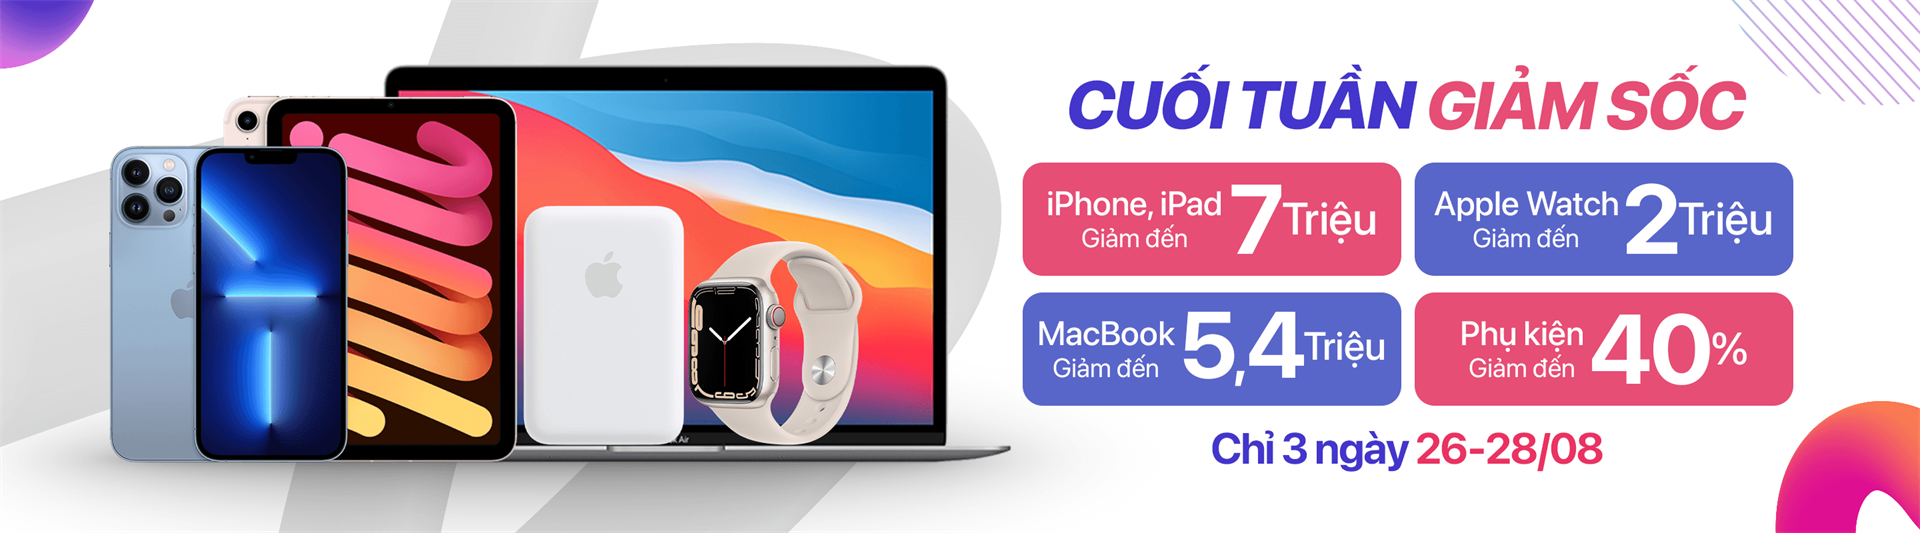 CUỐI TUẦN GIẢM SỐC
iPhone, iPad
Giảm đến
7 Triệu
Apple Watch
Giảm đến
2 Triệu
MacBook
Giảm đến
5,4 Triệu
Phụ kiện
Giảm đến
40%
Chỉ 3 ngày 26-28/08
Air